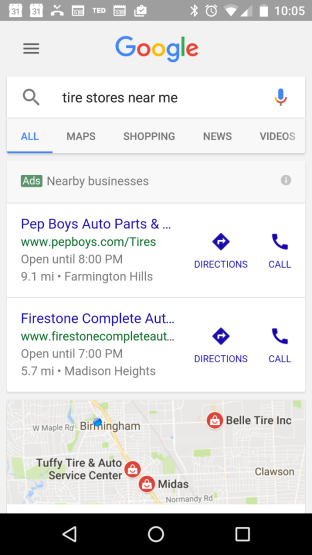 31 31 TED 10:05
Google
tire stores near me
ALL MAPS SHOPPING NEWS VIDEOS
Ads Nearby businesses
Pep Boys Auto Parts & ...
www.pepboys.com/Tires
Open until 8:00 PM
9.1 mi • Farmington Hills
DIRECTIONS CALL
Firestone Complete Aut...
www.firestonecompleteaut...
Open until 7:00 PM
5.7 mi • Madison Heights
DIRECTIONS CALL
W Maple Rd
Birmingham
Belle Tire Inc
Tuffy Tire & Auto
Service Center
Clawson
Midas
Normandy Rd